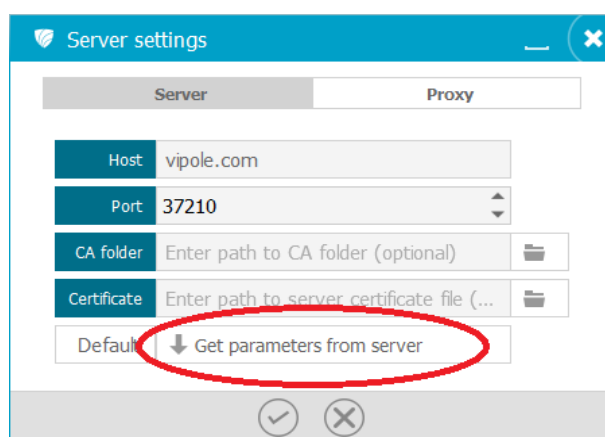 Server settings
Server Proxy
Host vipole.com
Port 37210
CA folder Enter path to CA folder (optional)
Certificate Enter path to server certificate file (...
Default Get parameters from server